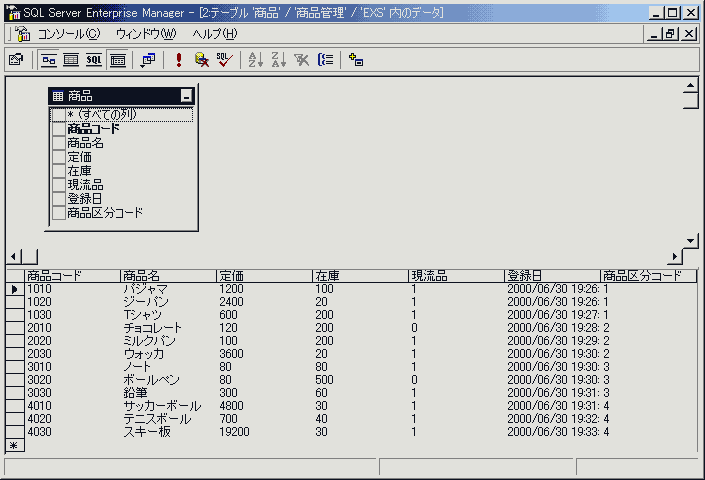 SQL Server Enterprise Manager - [2:テーブル '商品' / '商品管理' / 'EXS' 内のデータ]
コンソール(C) ウィンドウ(W) ヘルプ(H)
SQL SQL A Z Z A
商品
* (すべての列)
商品コード
商品名
定価
在庫
現流品
登録日
商品区分コード
商品コード 商品名 定価 在庫 現流品 登録日 商品区分コード
1010 パジャマ 1200 100 1 2000/06/30 19:26: 1
1020 ジーパン 2400 20 1 2000/06/30 19:26: 1
1030 Tシャツ 600 200 1 2000/06/30 19:27: 1
2010 チョコレート 120 200 0 2000/06/30 19:28: 2
2020 ミルクパン 100 200 1 2000/06/30 19:29: 2
2030 ウォッカ 3600 20 1 2000/06/30 19:30: 2
3010 ノート 80 80 1 2000/06/30 19:30: 3
3020 ボールペン 80 500 0 2000/06/30 19:30: 3
3030 鉛筆 300 60 1 2000/06/30 19:31: 3
4010 サッカーボール 4800 30 1 2000/06/30 19:31: 4
4020 テニスボール 700 40 1 2000/06/30 19:32: 4
4030 スキー板 19200 30 1 2000/06/30 19:33: 4
*